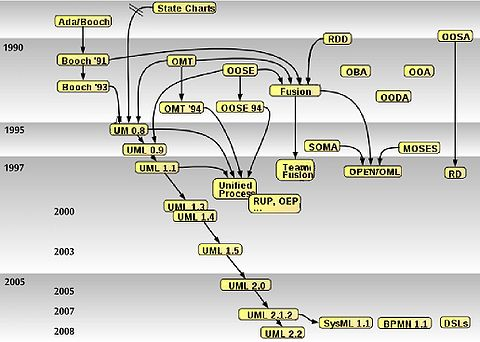 State Charts
Ada/Booch
OOSA
RDD
1990
Booch '91
OMT
OOSE
OBA
OOA
Booch '93
Fusion
OODA
OMT '94
OOSE 94
1995
UM 0.8
UML 0.9
SOMA
MOSES
1997
UML 1.1
Team
Fusion
OPEN/OML
RD
Unified
Process
RUP, OEP
...
UML 1.3
2000
UML 1.4
UML 1.5
2003
2005
UML 2.0
2005
2007
UML 2.1.2
SysML 1.1
BPMN 1.1
DSLs
2008
UML 2.2